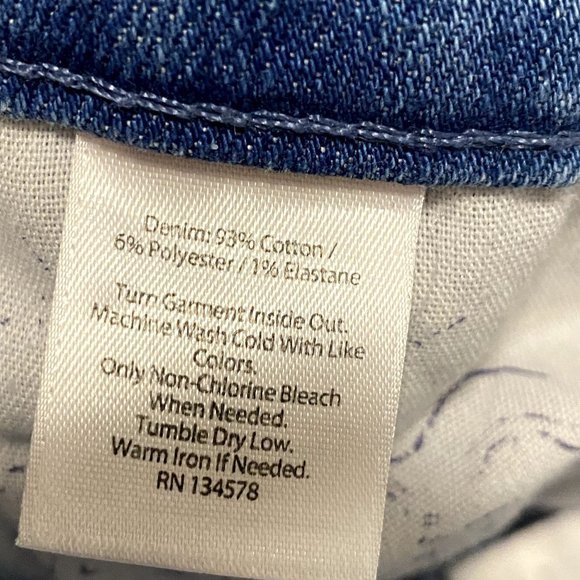 Denim: 93% Cotton /
6% Polyester / 1% Elastane
Turn Garment Inside Out.
Machine Wash Cold With Like
Colors.
Only Non-Chlorine Bleach
When Needed.
Tumble Dry Low.
Warm Iron If Needed.
RN 134578